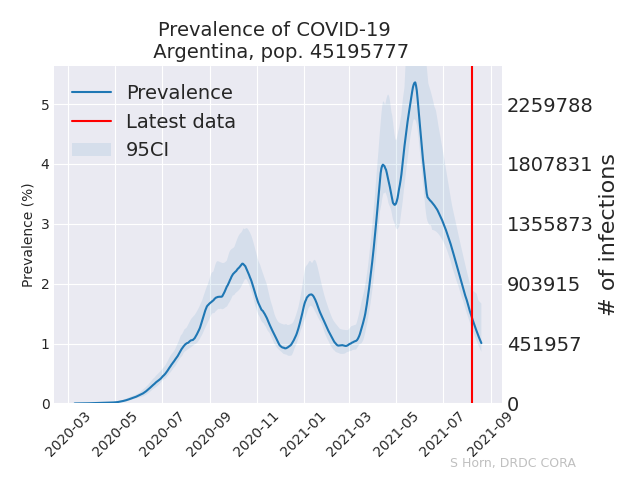 Prevalence of COVID-19
Argentina, pop. 45195777
Prevalence
Latest data
95CI
Prevalence (%)
5
4
3
2
1
0
2259788
1807831
1355873
903915
451957
0
# of infections
2020-03
2020-05
2020-07
2020-09
2020-11
2021-01
2021-03
2021-05
2021-07
2021-09
S Horn, DRDC CORA